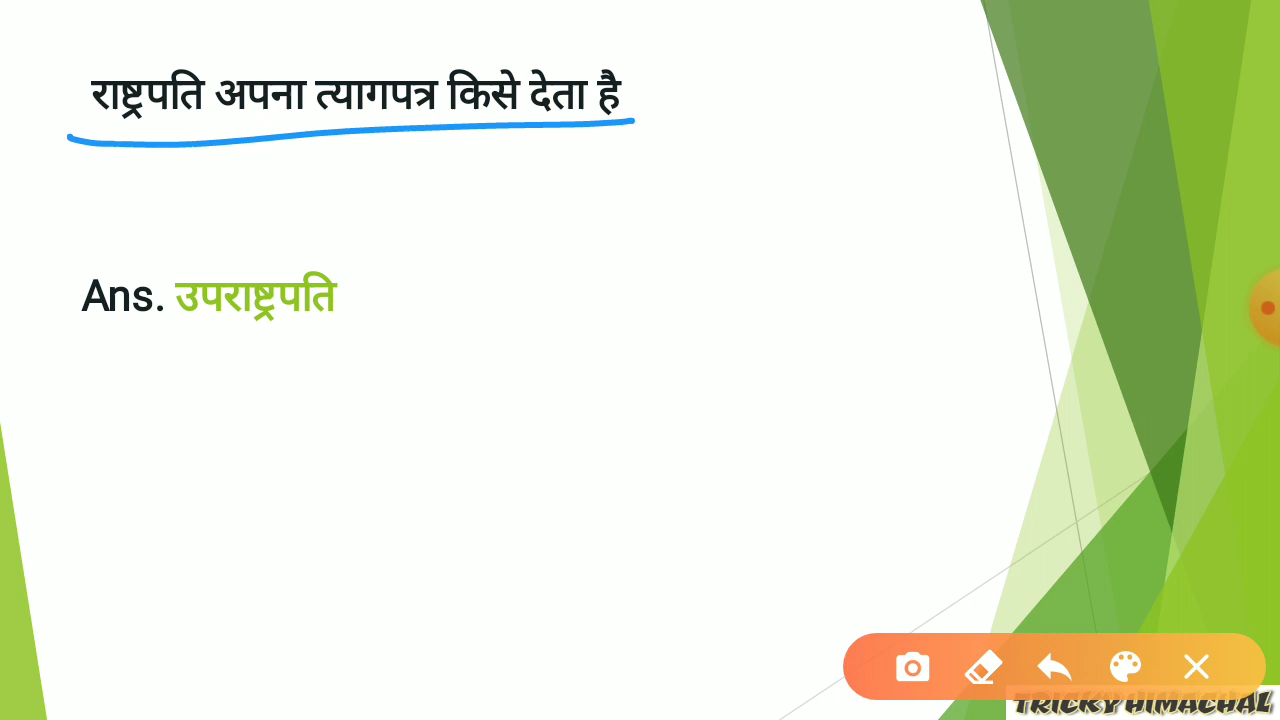 राष्ट्रपति अपना त्यागपत्र किसे देता है
Ans. उपराष्ट्रपति
TRICKY HIMACHAL